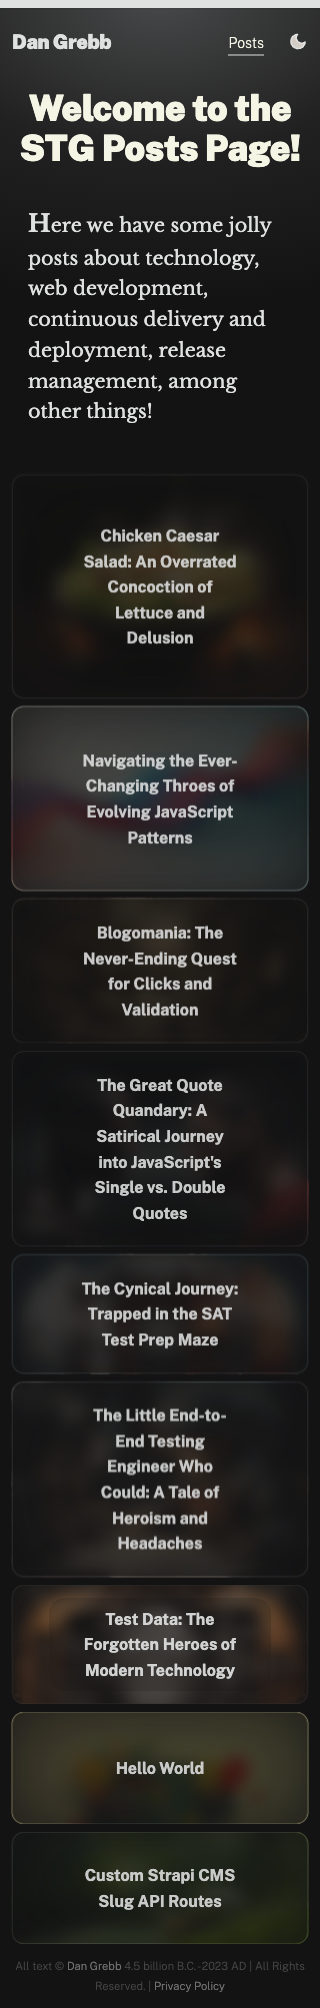 Dan Grebb
Posts
Welcome to the
STG Posts Page!
Here we have some jolly
posts about technology,
web development,
continuous delivery and
deployment, release
management, among
other things!
Chicken Caesar
Salad: An Overrated
Concoction of
Lettuce and
Delusion
Navigating the Ever-
Changing Throes of
Evolving JavaScript
Patterns
Blogomania: The
Never-Ending Quest
for Clicks and
Validation
The Great Quote
Quandary: A
Satirical Journey
into JavaScript's
Single vs. Double
Quotes
The Cynical Journey:
Trapped in the SAT
Test Prep Maze
The Little End-to-
End Testing
Engineer Who
Could: A Tale of
Heroism and
Headaches
Test Data: The
Forgotten Heroes of
Modern Technology
Hello World
Custom Strapi CMS
Slug API Routes
All text © Dan Grebb 4.5 billion B.C. -2023 AD | All Rights
Reserved. | Privacy Policy